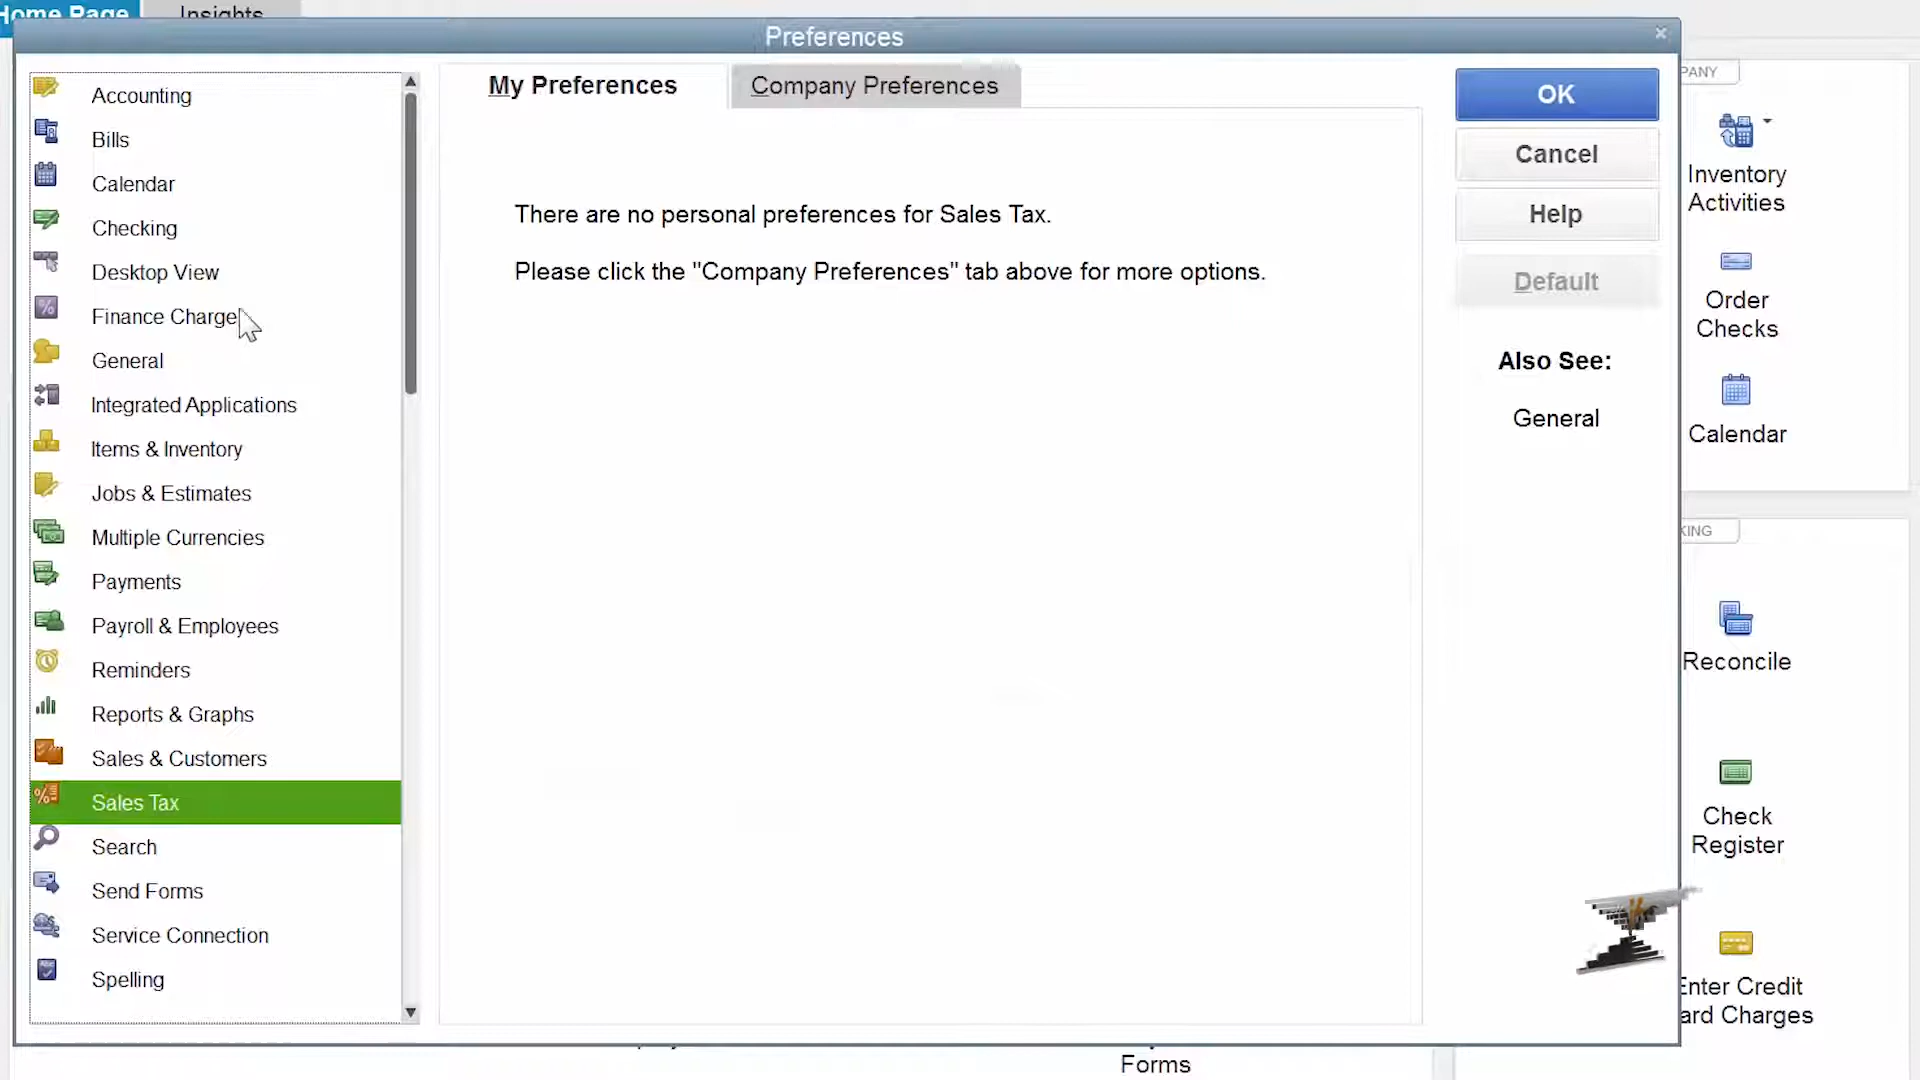 Home Page
Insights
Preferences
Accounting
Bills
Calendar
Checking
Desktop View
Finance Charge
General
Integrated Applications
Items & Inventory
Jobs & Estimates
Multiple Currencies
Payments
Payroll & Employees
Reminders
Reports & Graphs
Sales & Customers
Sales Tax
Search
Send Forms
Service Connection
Spelling
My Preferences
Company Preferences
There are no personal preferences for Sales Tax.
Please click the "Company Preferences" tab above for more options.
OK
Cancel
Help
Default
Also See:
General
PANY
Inventory
Activities
Order
Checks
Calendar
KING
Reconcile
Check
Register
Enter Credit
ard Charges
Forms